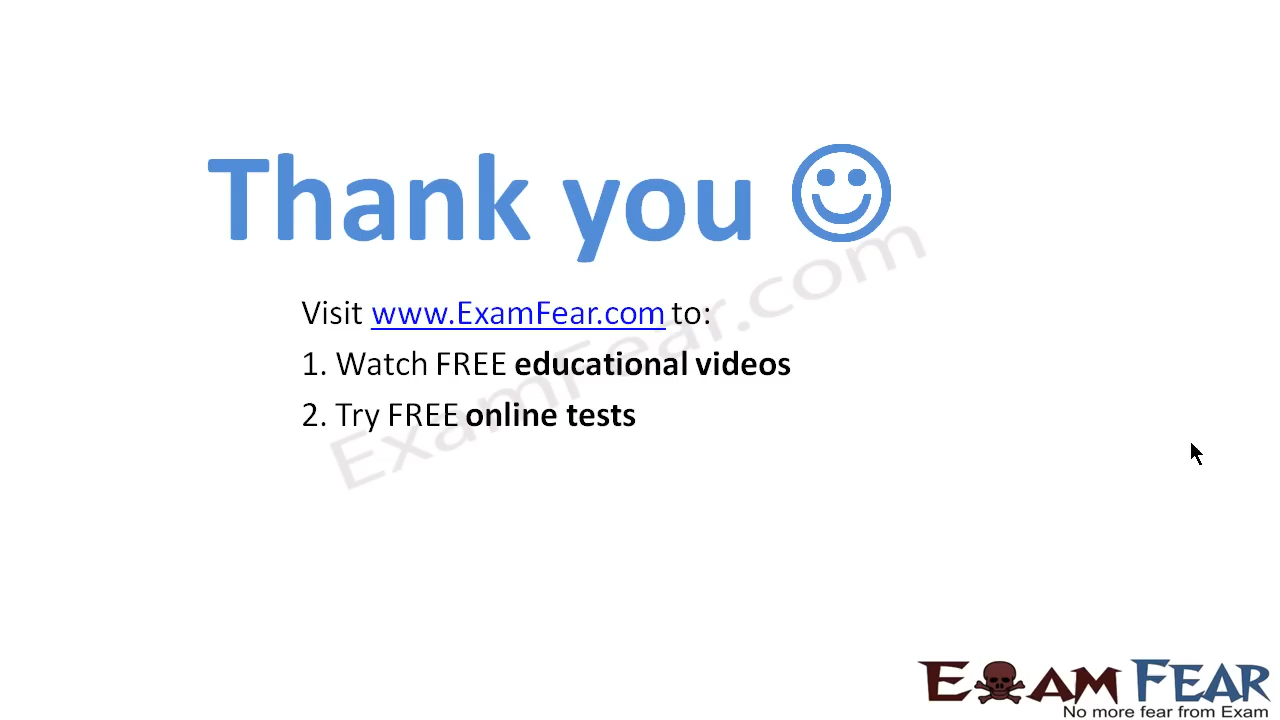 Thank you ☺
Visit www.ExamFear.com to:
1. Watch FREE educational videos
2. Try FREE online tests
ExamFear.com
EXAM FEAR
No more fear from Exam